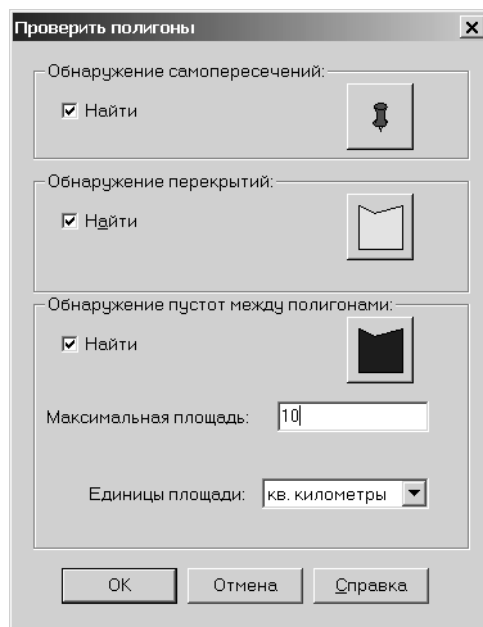 Проверить полигоны
Обнаружение самопересечений:
Найти
Обнаружение перекрытий:
Найти
Обнаружение пустот между полигонами:
Найти
Максимальная площадь: 10
Единицы площади: кв. километры
OK Отмена Справка